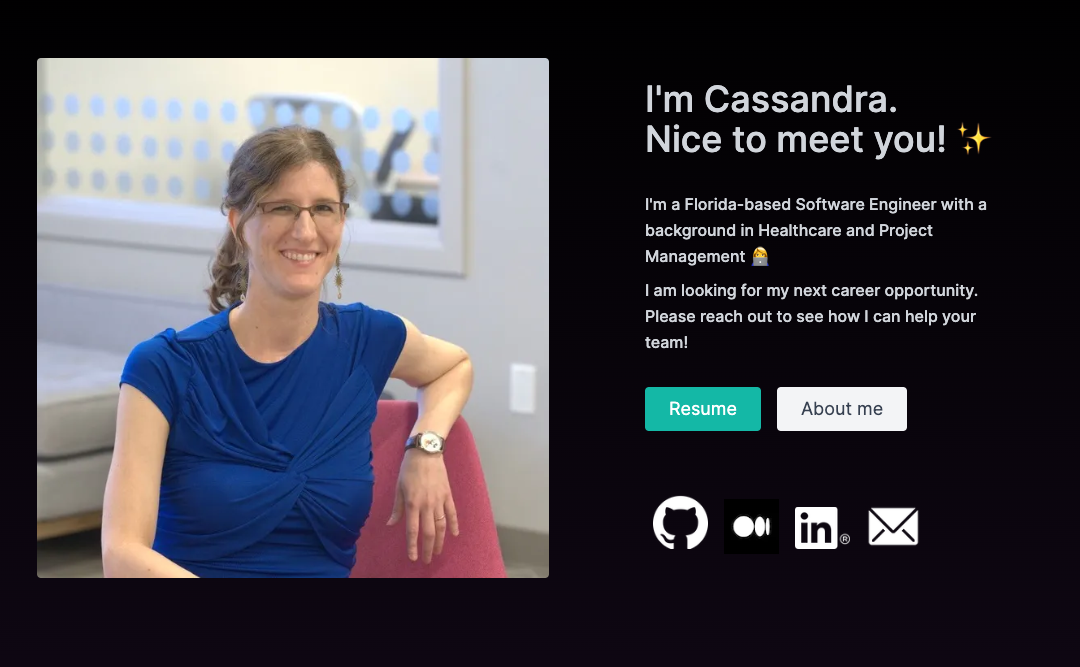 I'm Cassandra.
Nice to meet you! ✨
I'm a Florida-based Software Engineer with a
background in Healthcare and Project
Management 👩‍💻
I am looking for my next career opportunity.
Please reach out to see how I can help your
team!
Resume
About me
in®